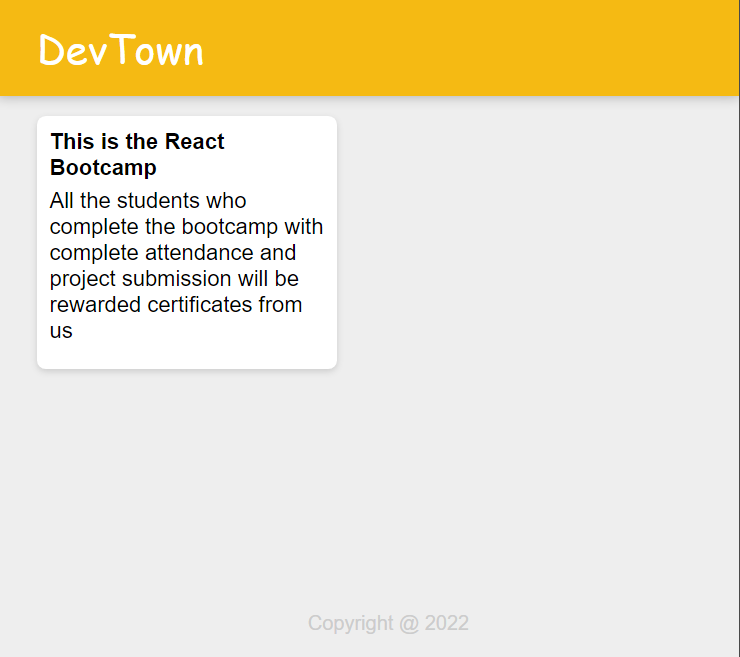 DevTown
This is the React
Bootcamp
All the students who
complete the bootcamp with
complete attendance and
project submission will be
rewarded certificates from
us
Copyright @ 2022